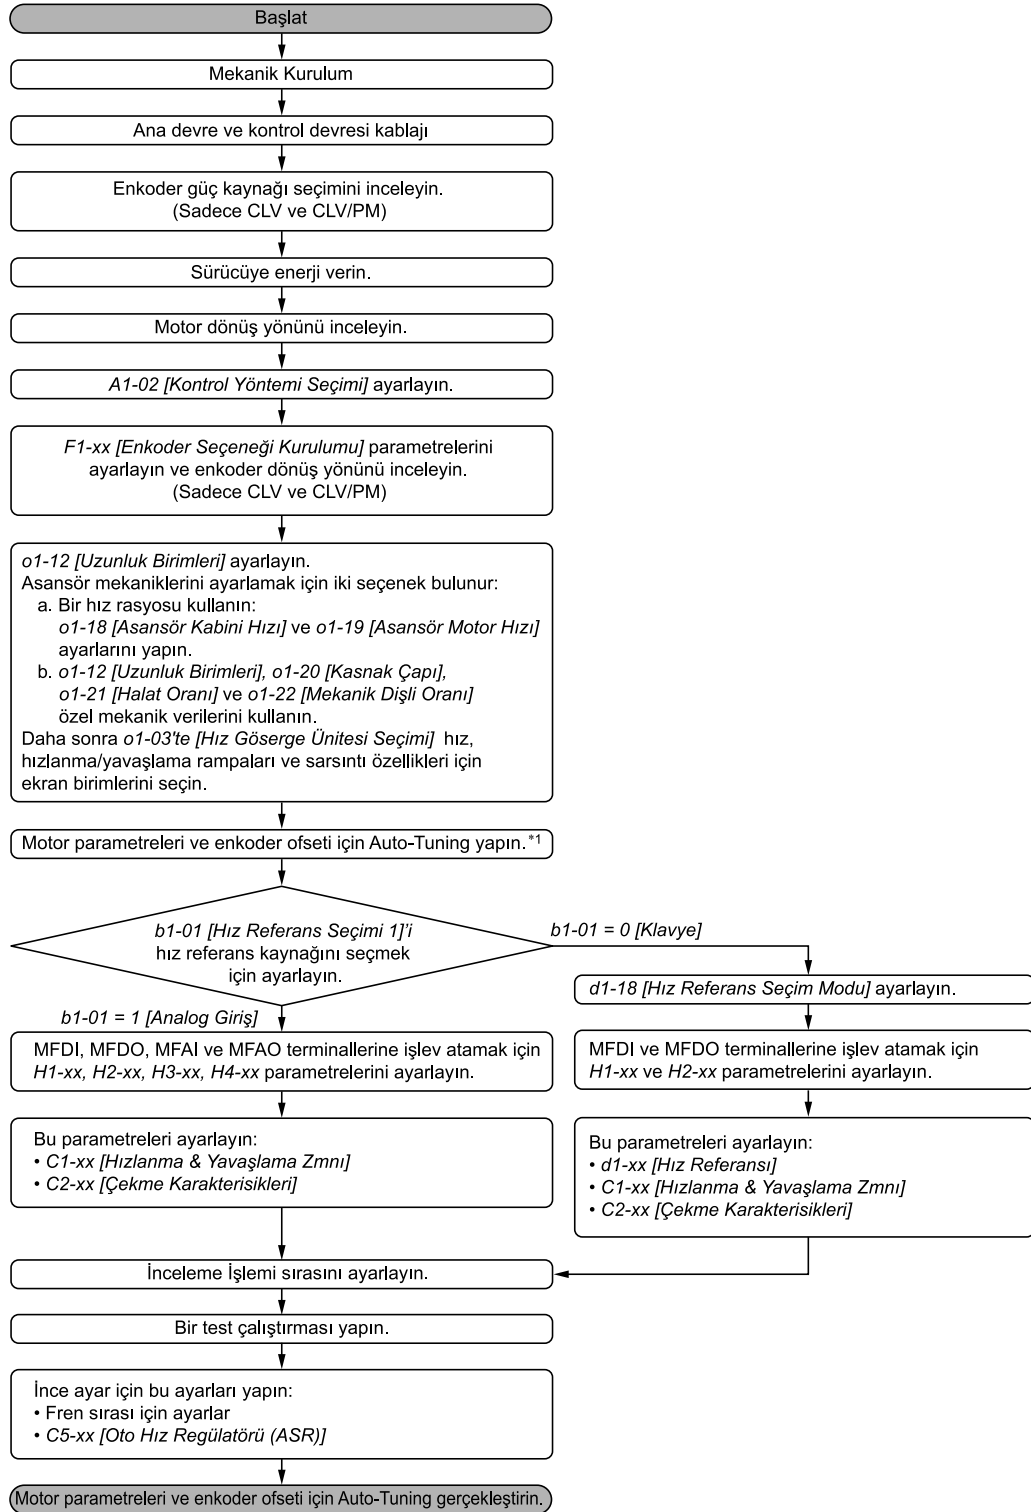 Başlat
Mekanik Kurulum
Ana devre ve kontrol devresi kablajı
Enkoder güç kaynağı seçimini inceleyin.
(Sadece CLV ve CLV/PM)
Sürücüye enerji verin.
Motor dönüş yönünü inceleyin.
A1-02 [Kontrol Yöntemi Seçimi] ayarlayın.
F1-xx [Enkoder Seçeneği Kurulumu] parametrelerini
ayarlayın ve enkoder dönüş yönünü inceleyin.
(Sadece CLV ve CLV/PM)
o1-12 [Uzunluk Birimleri] ayarlayın.
Asansör mekaniklerini ayarlamak için iki seçenek bulunur:
a. Bir hız rasyosu kullanın:
o1-18 [Asansör Kabini Hızı] ve o1-19 [Asansör Motor Hızı]
ayarlarını yapın.
b. o1-12 [Uzunluk Birimleri], o1-20 [Kasnak Çapı],
o1-21 [Halat Oranı] ve o1-22 [Mekanik Dişli Oranı]
özel mekanik verilerini kullanın.
Daha sonra o1-03'te [Hız Göserge Ünitesi Seçimi] hız,
hızlanma/yavaşlama rampaları ve sarsıntı özellikleri için
ekran birimlerini seçin.
Motor parametreleri ve enkoder ofseti için Auto-Tuning yapın.*1
b1-01 [Hız Referans Seçimi 1]'i
hız referans kaynağını seçmek
için ayarlayın.
b1-01 = 0 [Klavye]
b1-01 = 1 [Analog Giriş]
MFDI, MFDO, MFAI ve MFAO terminallerine işlev atamak için
H1-xx, H2-xx, H3-xx, H4-xx parametrelerini ayarlayın.
Bu parametreleri ayarlayın:
• C1-xx [Hızlanma & Yavaşlama Zmnı]
• C2-xx [Çekme Karakterisikleri]
d1-18 [Hız Referans Seçim Modu] ayarlayın.
MFDI ve MFDO terminallerine işlev atamak için
H1-xx ve H2-xx parametrelerini ayarlayın.
Bu parametreleri ayarlayın:
• d1-xx [Hız Referansı]
• C1-xx [Hızlanma & Yavaşlama Zmnı]
• C2-xx [Çekme Karakterisikleri]
İnceleme İşlemi sırasını ayarlayın.
Bir test çalıştırması yapın.
İnce ayar için bu ayarları yapın:
• Fren sırası için ayarlar
• C5-xx [Oto Hız Regülatörü (ASR)]
Motor parametreleri ve enkoder ofseti için Auto-Tuning gerçekleştirin.